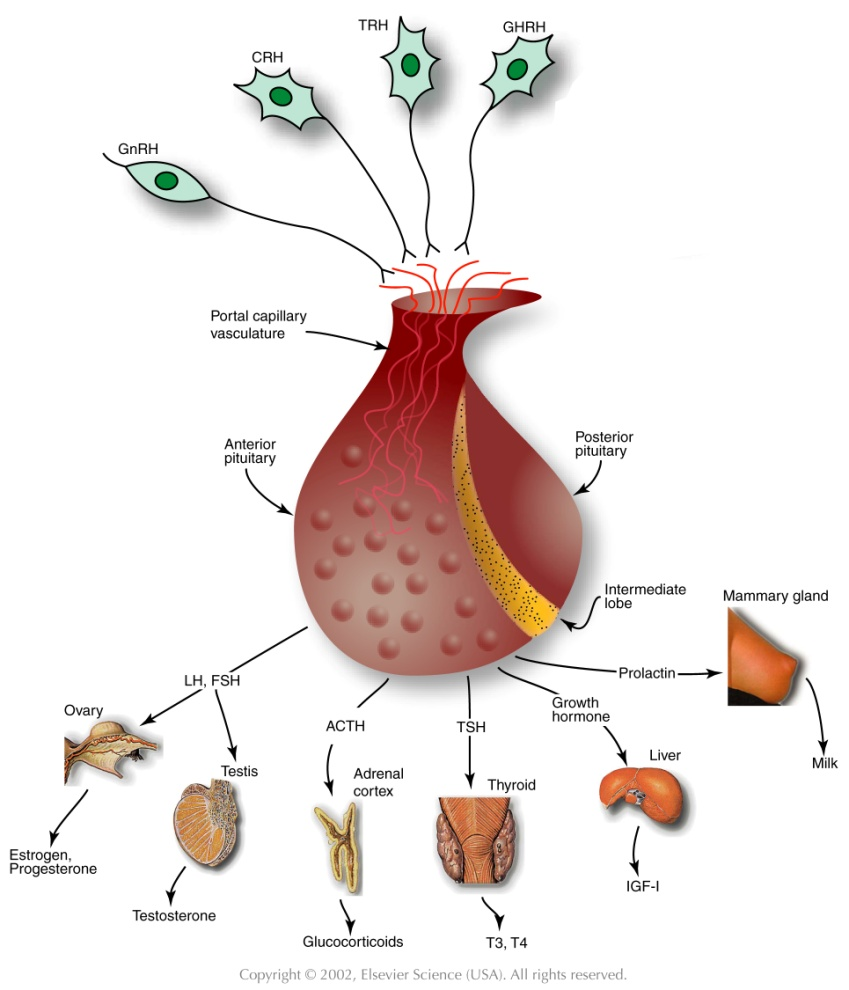 TRH
GHRH
CRH
GnRH
Portal capillary
vasculature
Anterior
pituitary
Posterior
pituitary
Intermediate
lobe
Mammary gland
Prolactin
LH, FSH
Growth
hormone
Ovary
ACTH
TSH
Liver
Milk
Testis
Adrenal
cortex
Thyroid
Estrogen,
Progesterone
IGF-I
Testosterone
Glucocorticoids
T3, T4
Copyright © 2002, Elsevier Science (USA). All rights reserved.